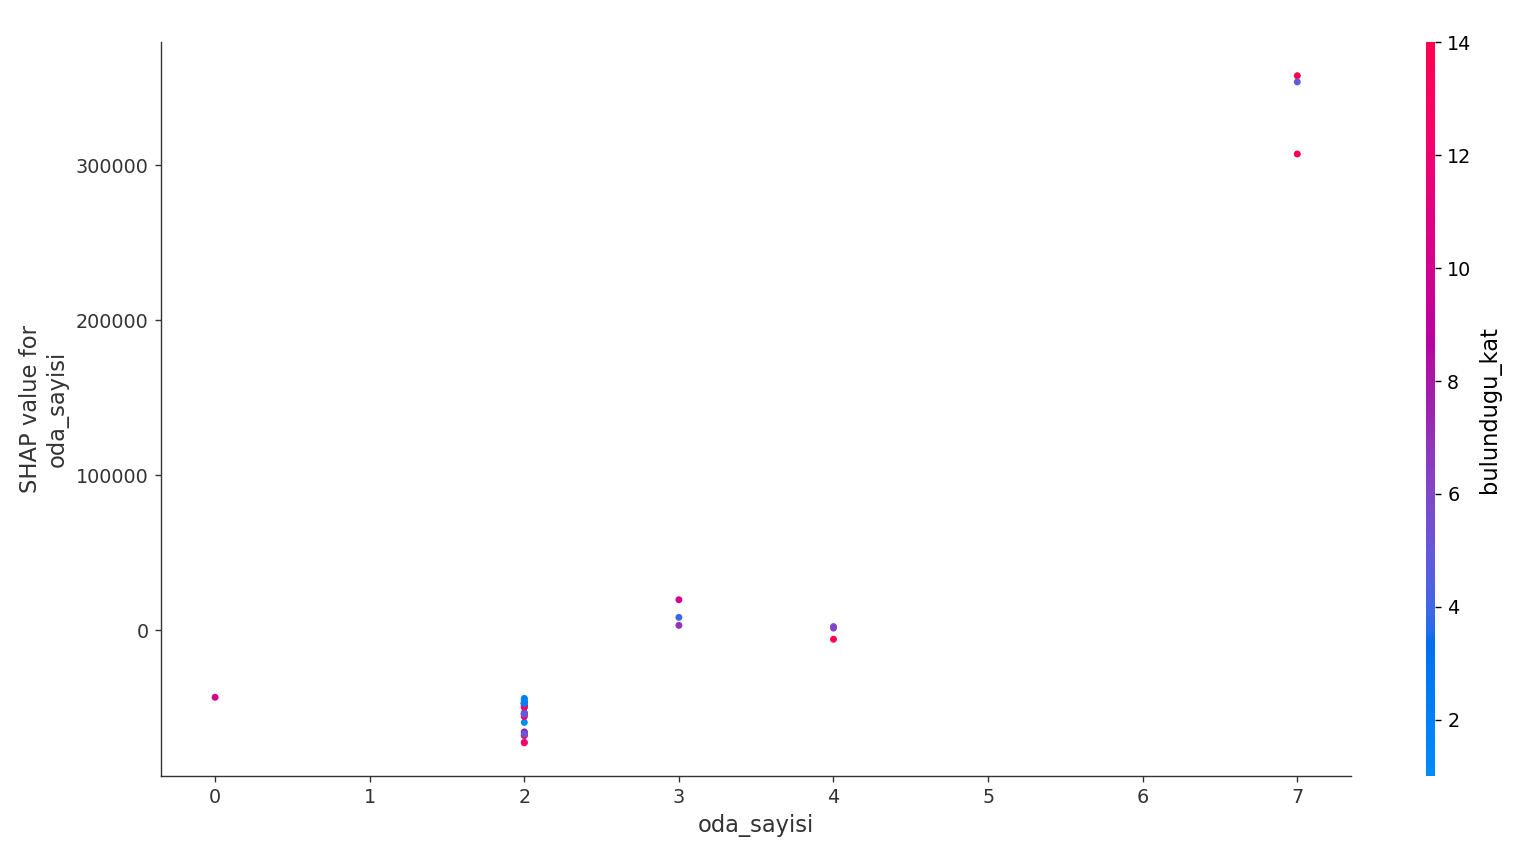 300000
200000
100000
0
SHAP value for
oda_sayisi
0 1 2 3 4 5 6 7
oda_sayisi
14
12
10
8
6
4
2
bulundugu_kat